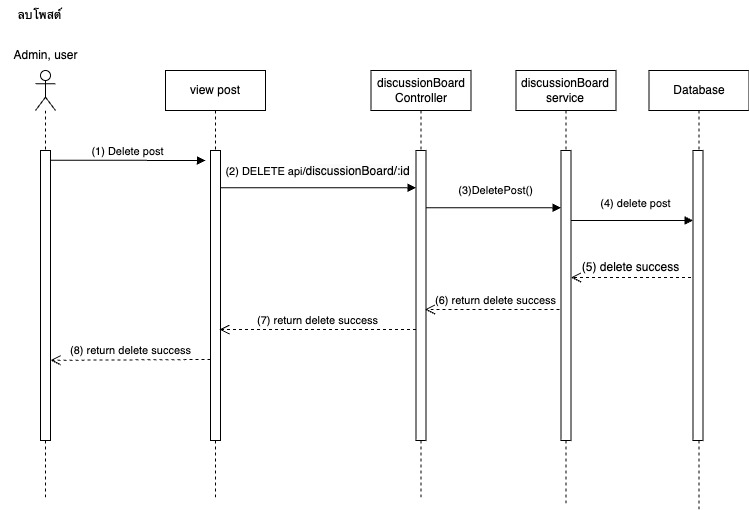 ลบโพสต์
Admin, user
view post
discussionBoard
Controller
discussionBoard
service
Database
(1) Delete post
(2) DELETE api/discussionBoard/:id
(3)DeletePost()
(4) delete post
(5) delete success
(6) return delete success
(7) return delete success
(8) return delete success